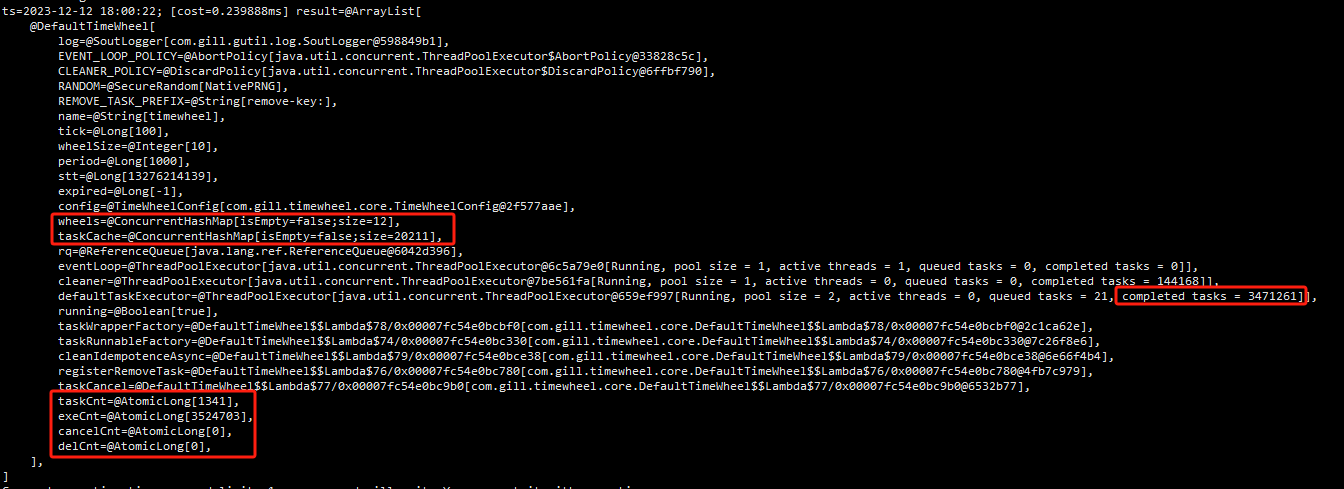 ts=2023-12-12 18:00:22; [cost=0.239888ms] result=@ArrayList[
@DefaultTimeWheel[
log=@SoutLogger[com.gill.gutil.log.SoutLogger@598849b1],
EVENT_LOOP_POLICY=@AbortPolicy[java.util.concurrent.ThreadPoolExecutor$AbortPolicy@33828c5c],
CLEANER_POLICY=@DiscardPolicy[java.util.concurrent.ThreadPoolExecutor$DiscardPolicy@6ffbf790],
RANDOM=@SecureRandom[NativePRNG],
REMOVE_TASK_PREFIX=@String[remove-key:],
name=@String[timewheel],
tick=@Long[100],
wheelSize=@Integer[10],
period=@Long[1000],
stt=@Long[13276214139],
expired=@Long[-1],
config=@TimeWheelConfig[com.gill.timewheel.core.TimeWheelConfig@2f577aae],
wheels=@ConcurrentHashMap[isEmpty=false;size=12],
taskCache=@ConcurrentHashMap[isEmpty=false;size=20211],
rq=@ReferenceQueue[java.lang.ref.ReferenceQueue@6042d396],
eventLoop=@ThreadPoolExecutor[java.util.concurrent.ThreadPoolExecutor@6c5a79e0[Running, pool size = 1, active threads = 1, queued tasks = 0, completed tasks = 0]],
cleaner=@ThreadPoolExecutor[java.util.concurrent.ThreadPoolExecutor@7be561fa[Running, pool size = 1, active threads = 0, queued tasks = 0, completed tasks = 144168]],
defaultTaskExecutor=@ThreadPoolExecutor[java.util.concurrent.ThreadPoolExecutor@659ef997[Running, pool size = 2, active threads = 0, queued tasks = 21, completed tasks = 3471261]],
running=@Boolean[true],
taskWrapperFactory=@DefaultTimeWheel$$Lambda$78/0x00007fc54e0bcbf0[com.gill.timewheel.core.DefaultTimeWheel$$Lambda$78/0x00007fc54e0bcbf0@2c1ca62e],
taskRunnableFactory=@DefaultTimeWheel$$Lambda$74/0x00007fc54e0bc330[com.gill.timewheel.core.DefaultTimeWheel$$Lambda$74/0x00007fc54e0bc330@7c26f8e6],
cleanIdempotenceAsync=@DefaultTimeWheel$$Lambda$79/0x00007fc54e0bce38[com.gill.timewheel.core.DefaultTimeWheel$$Lambda$79/0x00007fc54e0bce38@6e66f4b4],
registerRemoveTask=@DefaultTimeWheel$$Lambda$76/0x00007fc54e0bc780[com.gill.timewheel.core.DefaultTimeWheel$$Lambda$76/0x00007fc54e0bc780@4fb7c979],
taskCancel=@DefaultTimeWheel$$Lambda$77/0x00007fc54e0bc9b0[com.gill.timewheel.core.DefaultTimeWheel$$Lambda$77/0x00007fc54e0bc9b0@6532b77],
taskCnt=@AtomicLong[1341],
exeCnt=@AtomicLong[3524703],
cancelCnt=@AtomicLong[0],
delCnt=@AtomicLong[0],
],
]